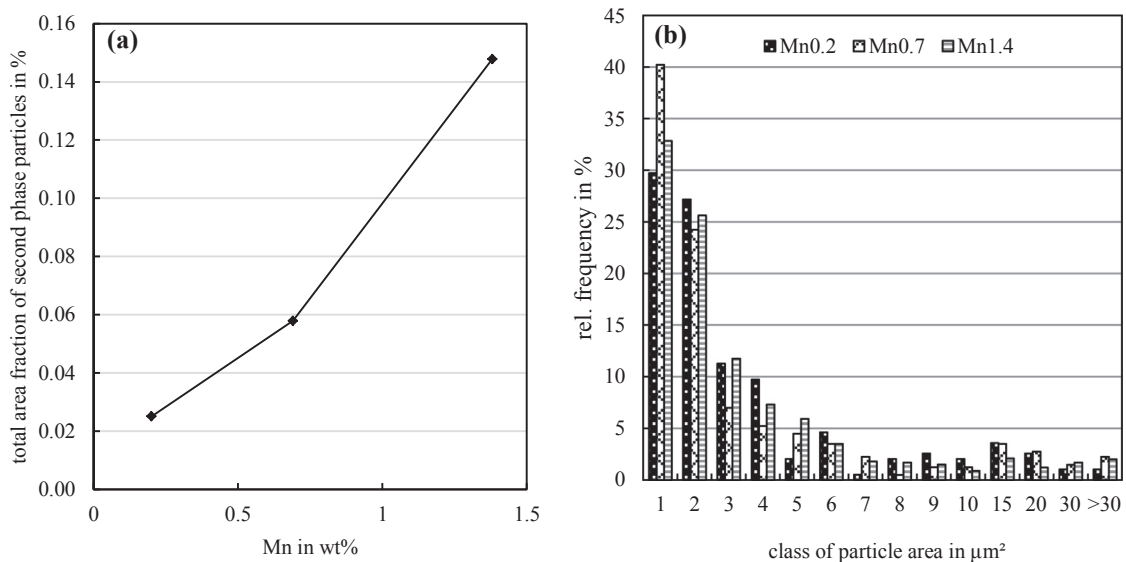 (a)
total area fraction of second phase particles in %
0.16
0.14
0.12
0.10
0.08
0.06
0.04
0.02
0.00
0 0.5 1 1.5
Mn in wt%
(b)
Mn0.2 Mn0.7 Mn1.4
rel. frequency in %
40
35
30
25
20
15
10
5
0
1 2 3 4 5 6 7 8 9 10 15 20 30 >30
class of particle area in µm²